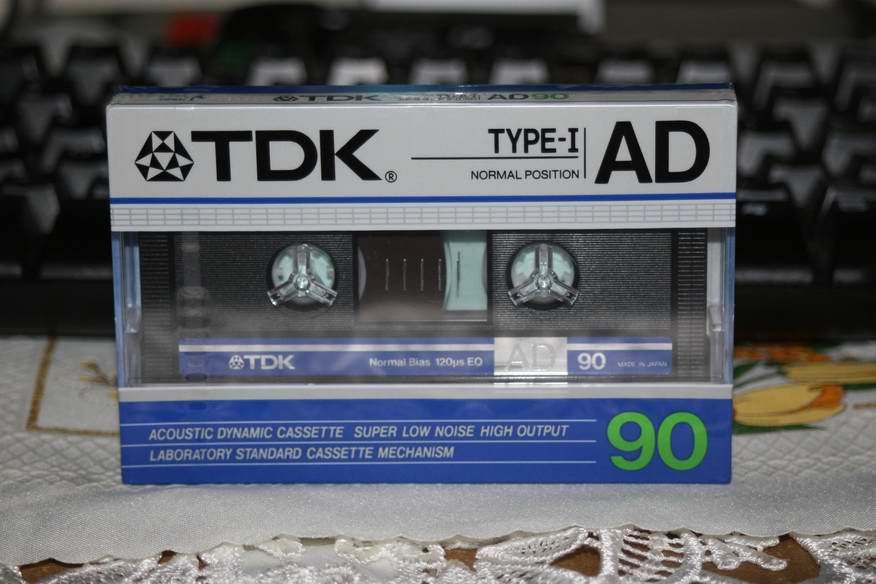 TDK AD90
TDK® TYPE-I AD
NORMAL POSITION
TDK Normal Bias 120µs EQ AD 90 MADE IN JAPAN
ACOUSTIC DYNAMIC CASSETTE SUPER LOW NOISE HIGH OUTPUT
LABORATORY STANDARD CASSETTE MECHANISM
90